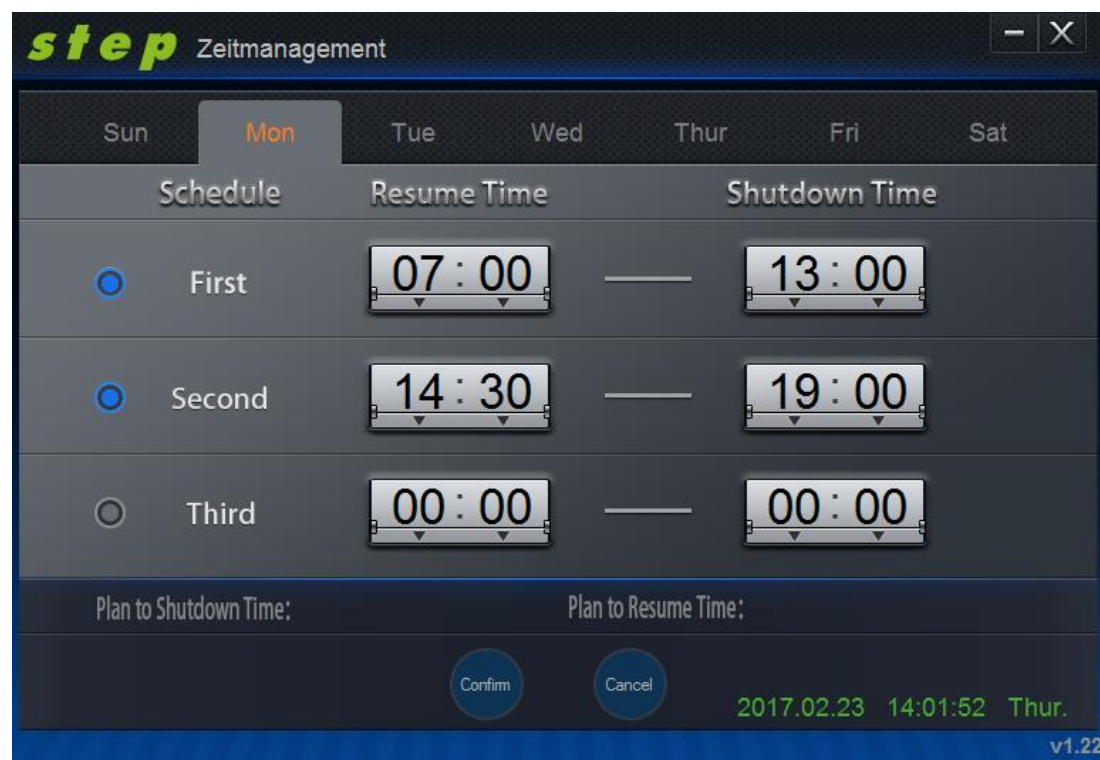 step Zeitmanagement
Sun Mon Tue Wed Thur Fri Sat
Schedule Resume Time Shutdown Time
First 07:00 13:00
Second 14:30 19:00
Third 00:00 00:00
Plan to Shutdown Time: Plan to Resume Time:
Confirm Cancel
2017.02.23 14:01:52 Thur.
v1.22